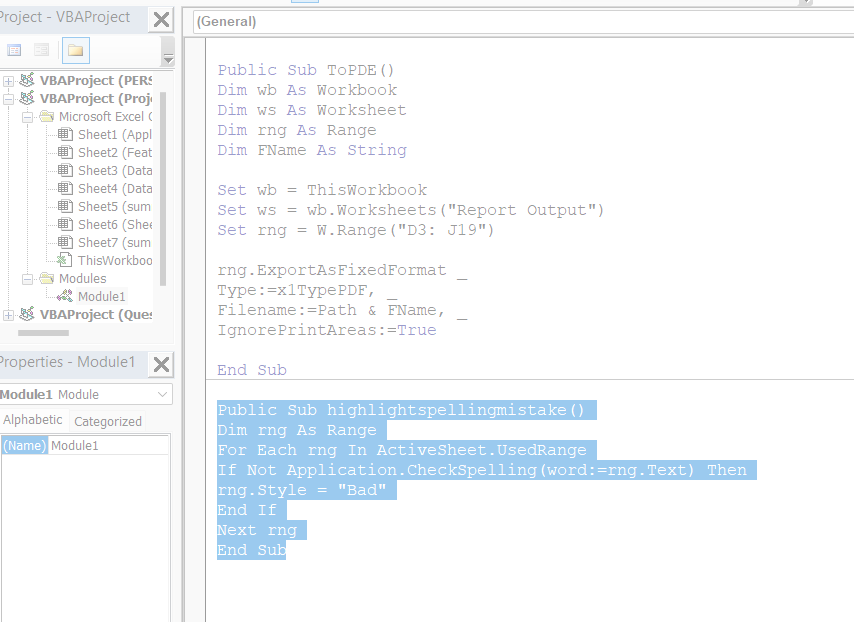 Project - VBAProject
VBAProject (PERS
VBAProject (Proj
Microsoft Excel O
Sheet1 (Appl
Sheet2 (Feat
Sheet3 (Data
Sheet4 (Data
Sheet5 (sum
Sheet6 (Shee
Sheet7 (sum
ThisWorkboo
Modules
Module1
VBAProject (Ques
Properties - Module1
Module1 Module
Alphabetic Categorized
(Name) Module1
(General)
Public Sub ToPDE()
Dim wb As Workbook
Dim ws As Worksheet
Dim rng As Range
Dim FName As String
Set wb = ThisWorkbook
Set ws = wb.Worksheets("Report Output")
Set rng = W.Range("D3: J19")
rng.ExportAsFixedFormat _
Type:=x1TypePDF, _
Filename:=Path & FName, _
IgnorePrintAreas:=True
End Sub
Public Sub highlightspellingmistake()
Dim rng As Range
For Each rng In ActiveSheet.UsedRange
If Not Application.CheckSpelling(word:=rng.Text) Then
rng.Style = "Bad"
End If
Next rng
End Sub